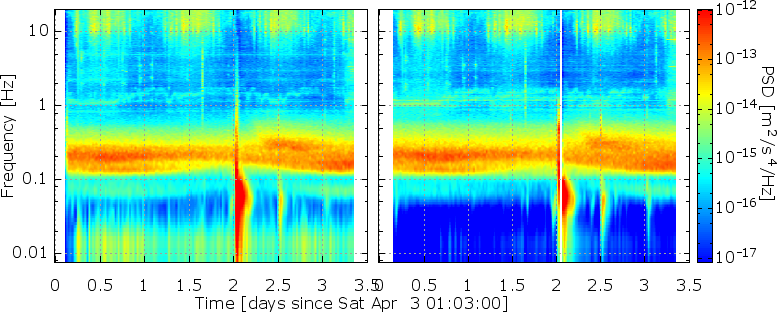 10
1
0.1
0.01
Frequency [Hz]
0 0.5 1 1.5 2 2.5 3 3.5
0 0.5 1 1.5 2 2.5 3 3.5
Time [days since Sat Apr 3 01:03:00]
10^-12
10^-13
10^-14
10^-15
10^-16
10^-17
PSD [m²/s⁴/Hz]